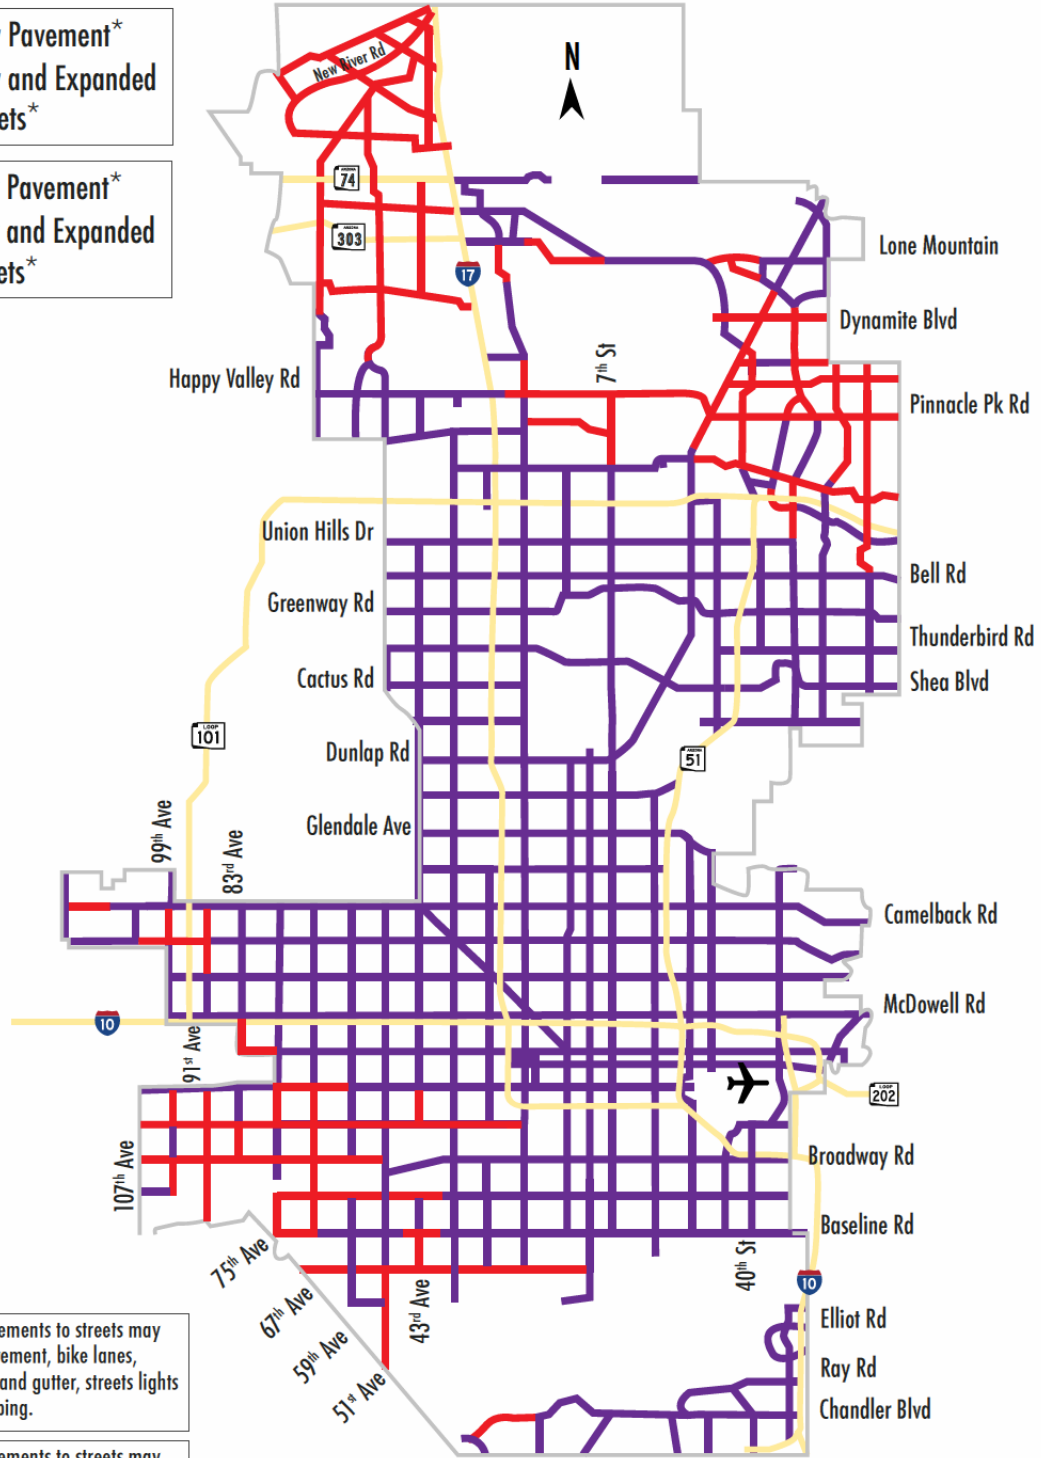 Pavement*
and Expanded
ets*
Pavement*
and Expanded
ets*
N
New River Rd
ARIZONA
74
ARIZONA
303
17
Lone Mountain
Dynamite Blvd
7th St
Happy Valley Rd
Pinnacle Pk Rd
Union Hills Dr
Bell Rd
Greenway Rd
Thunderbird Rd
Cactus Rd
Shea Blvd
LOOP
101
Dunlap Rd
ARIZONA
51
99th Ave
83rd Ave
Glendale Ave
Camelback Rd
McDowell Rd
10
91st Ave
LOOP
202
107th Ave
Broadway Rd
Baseline Rd
75th Ave
40th St
10
67th Ave
43rd Ave
Elliot Rd
59th Ave
Ray Rd
51st Ave
Chandler Blvd
ements to streets may
ement, bike lanes,
and gutter, streets lights
ping.
ements to streets may